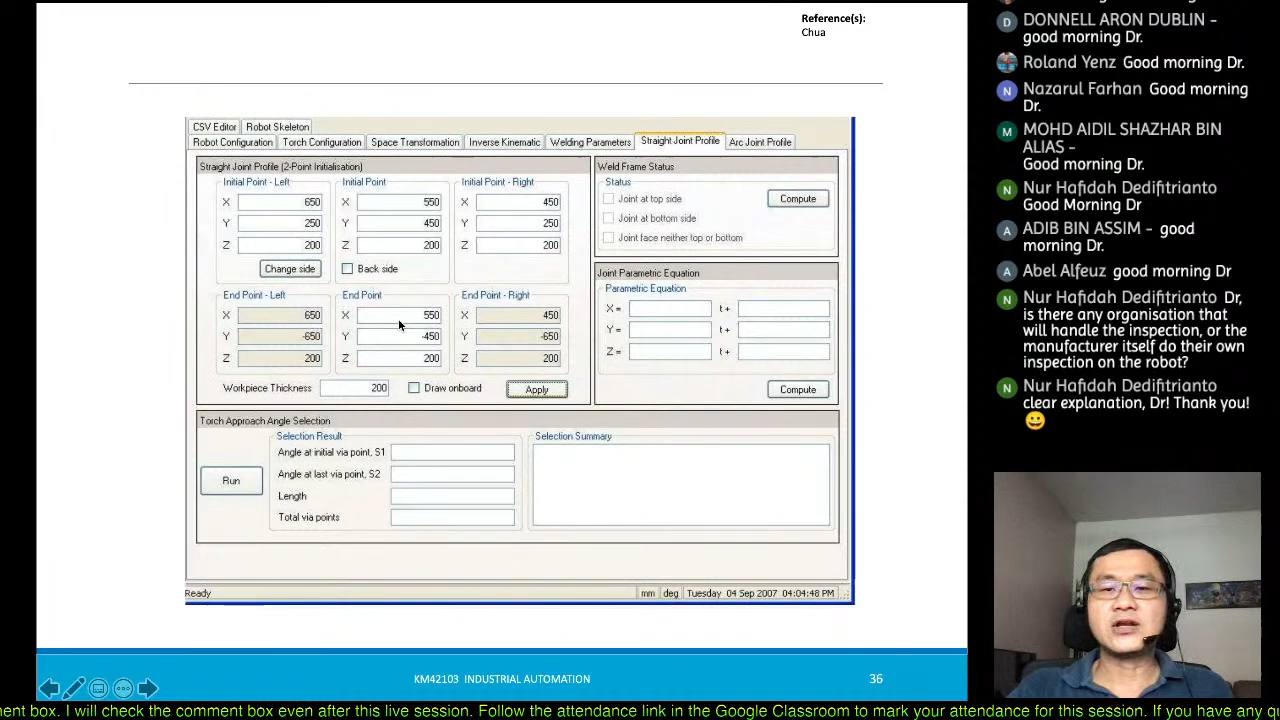 Reference(s):
Chua
CSV Editor Robot Skeleton
Robot Configuration Torch Configuration Space Transformation Inverse Kinematic Welding Parameters Straight Joint Profile Arc Joint Profile
Straight Joint Profile (2-Point Initialisation)
Initial Point - Left Initial Point Initial Point - Right
X 650 X 550 X 450
Y 250 Y 450 Y 250
Z 200 Z 200 Z 200
Change side Back side
End Point - Left End Point End Point - Right
X 650 X 550 X 450
Y -650 Y -450 Y -650
Z 200 Z 200 Z 200
Workpiece Thickness 200 Draw onboard Apply
Weld Frame Status
Status
Joint at top side Compute
Joint at bottom side
Joint face neither top or bottom
Joint Parametric Equation
Parametric Equation
X = t +
Y = t +
Z = t +
Compute
Torch Approach Angle Selection
Selection Result Selection Summary
Angle at initial via point, S1
Angle at last via point, S2
Run
Length
Total via points
Ready mm deg Tuesday 04 Sep 2007 04:04:48 PM
KM42103 INDUSTRIAL AUTOMATION 36
D DONNELL ARON DUBLIN -
good morning Dr.
Roland Yenz Good morning Dr.
N Nazarul Farhan Good morning
Dr.
M MOHD AIDIL SHAZHAR BIN
ALIAS -
Good morning Dr.
N Nur Hafidah Dedifitrianto
Good Morning Dr
A ADIB BIN ASSIM - good
morning Dr.
A Abel Alfeuz good morning Dr
N Nur Hafidah Dedifitrianto Dr,
is there any organisation that
will handle the inspection, or the
manufacturer itself do their own
inspection on the robot?
N Nur Hafidah Dedifitrianto
clear explanation, Dr! Thank you!
😀
ment box. I will check the comment box even after this live session. Follow the attendance link in the Google Classroom to mark your attendance for this session. If you have any